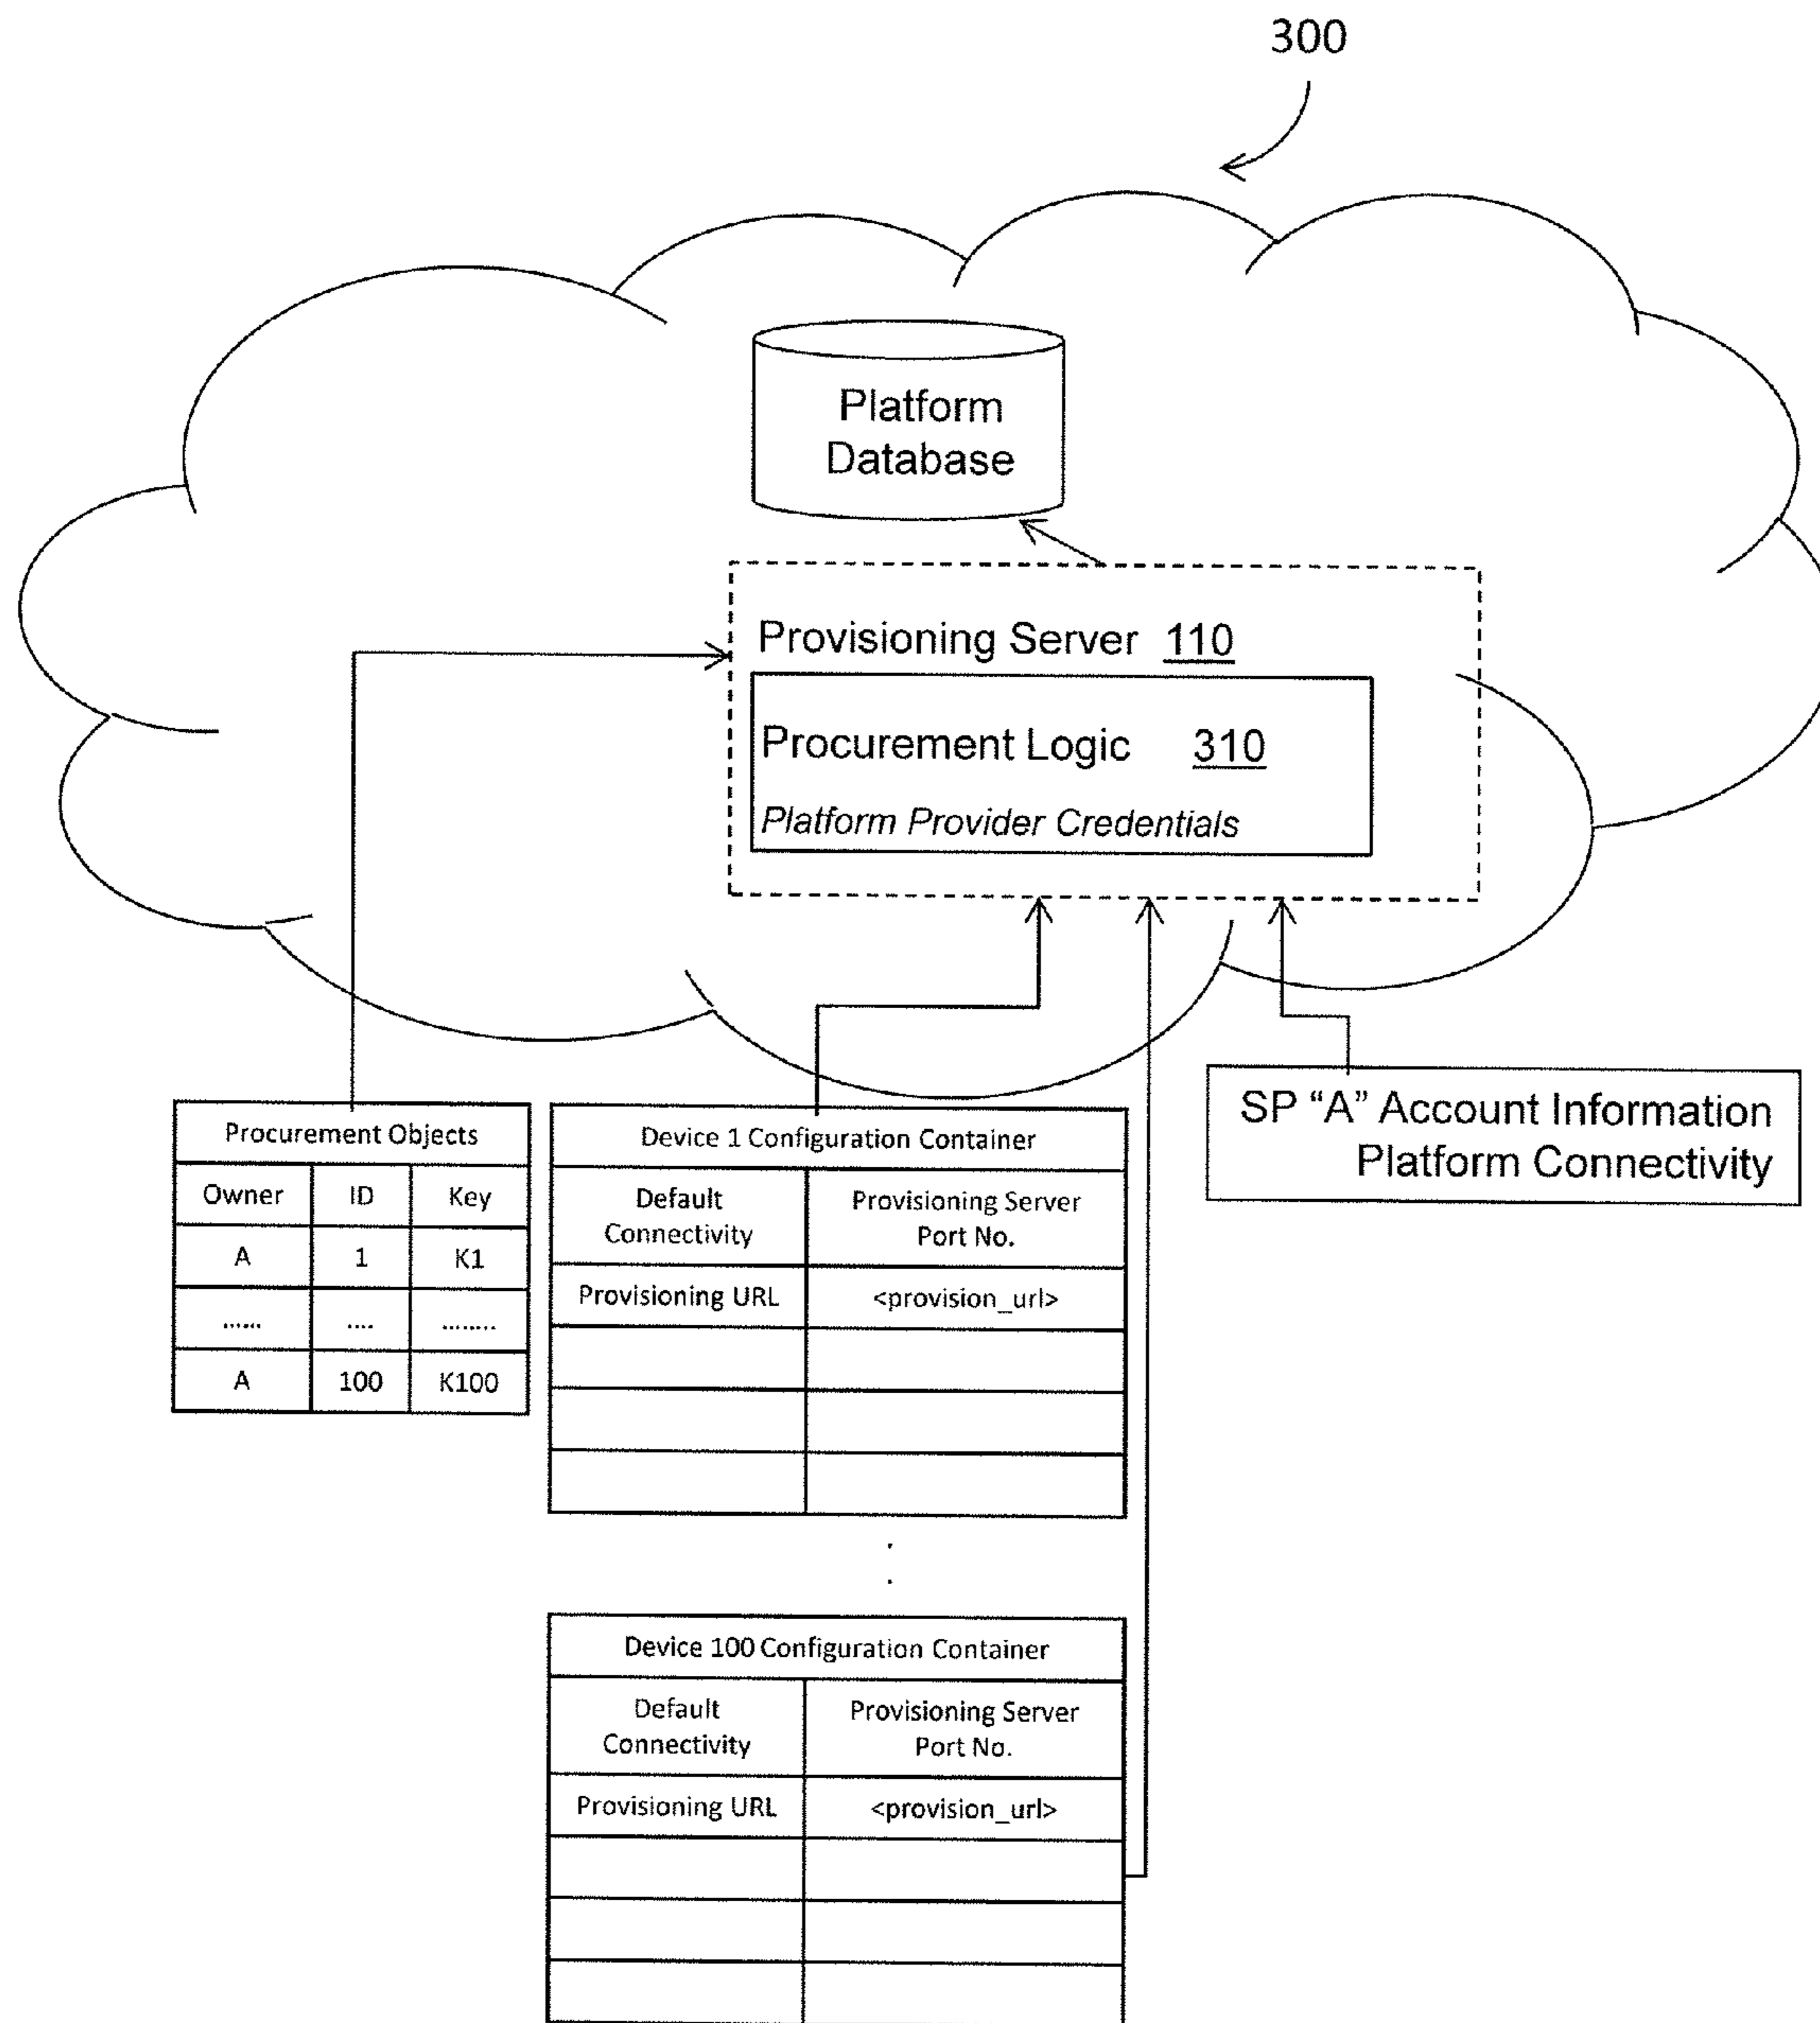 300
Platform
Database
Provisioning Server 110
Procurement Logic 310
Platform Provider Credentials
SP “A” Account Information
Platform Connectivity
Procurement Objects
Owner ID Key
A 1 K1
...... .... ........
A 100 K100
Device 1 Configuration Container
Default Connectivity
Provisioning Server Port No.
Provisioning URL <provision_url>
Device 100 Configuration Container
Default Connectivity
Provisioning Server Port No.
Provisioning URL <provision_url>